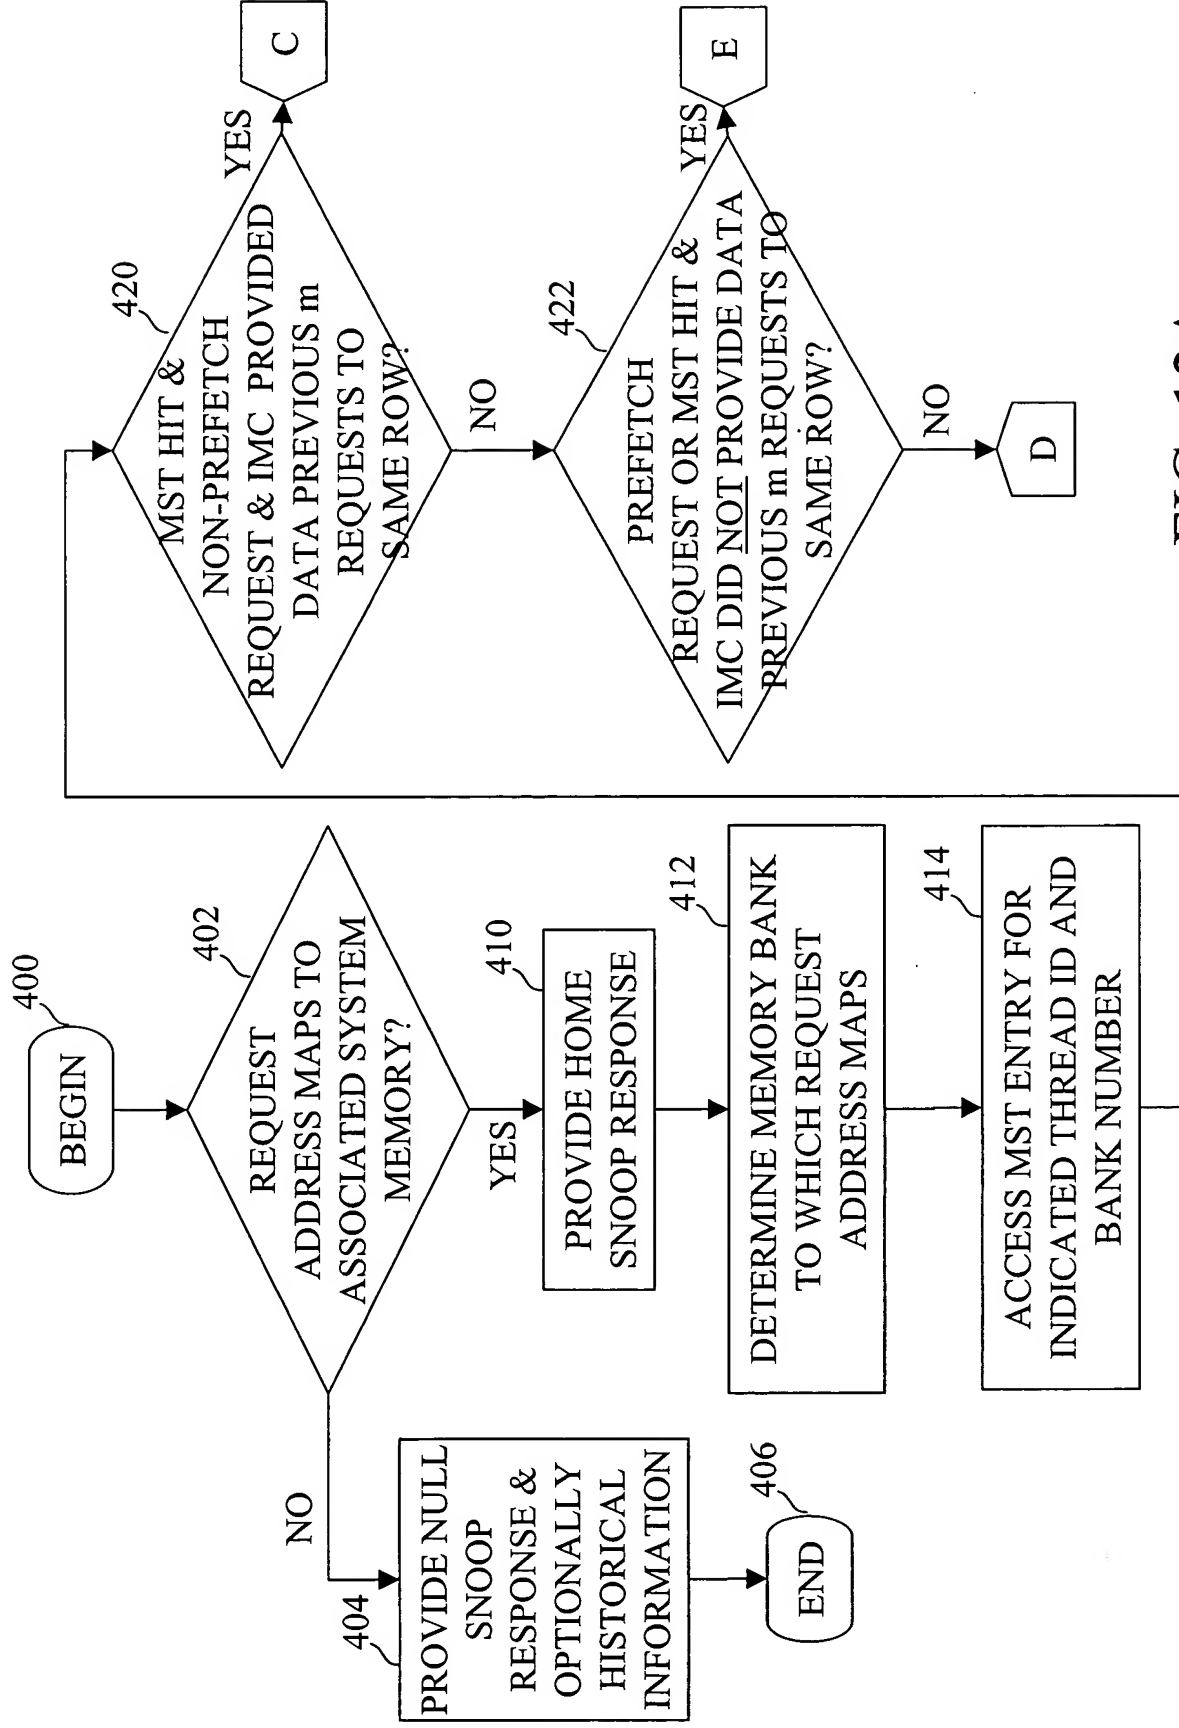 400
BEGIN
402
REQUEST
ADDRESS MAPS TO
ASSOCIATED SYSTEM
MEMORY?
NO
YES
404
PROVIDE NULL
SNOOP
RESPONSE &
OPTIONALLY
HISTORICAL
INFORMATION
406
END
410
PROVIDE HOME
SNOOP RESPONSE
412
DETERMINE MEMORY BANK
TO WHICH REQUEST
ADDRESS MAPS
414
ACCESS MST ENTRY FOR
INDICATED THREAD ID AND
BANK NUMBER
420
MST HIT &
NON-PREFETCH
REQUEST & IMC PROVIDED
DATA PREVIOUS m
REQUESTS TO
SAME ROW?
YES
C
NO
422
PREFETCH
REQUEST OR MST HIT &
IMC DID NOT PROVIDE DATA
PREVIOUS m REQUESTS TO
SAME ROW?
YES
E
NO
D